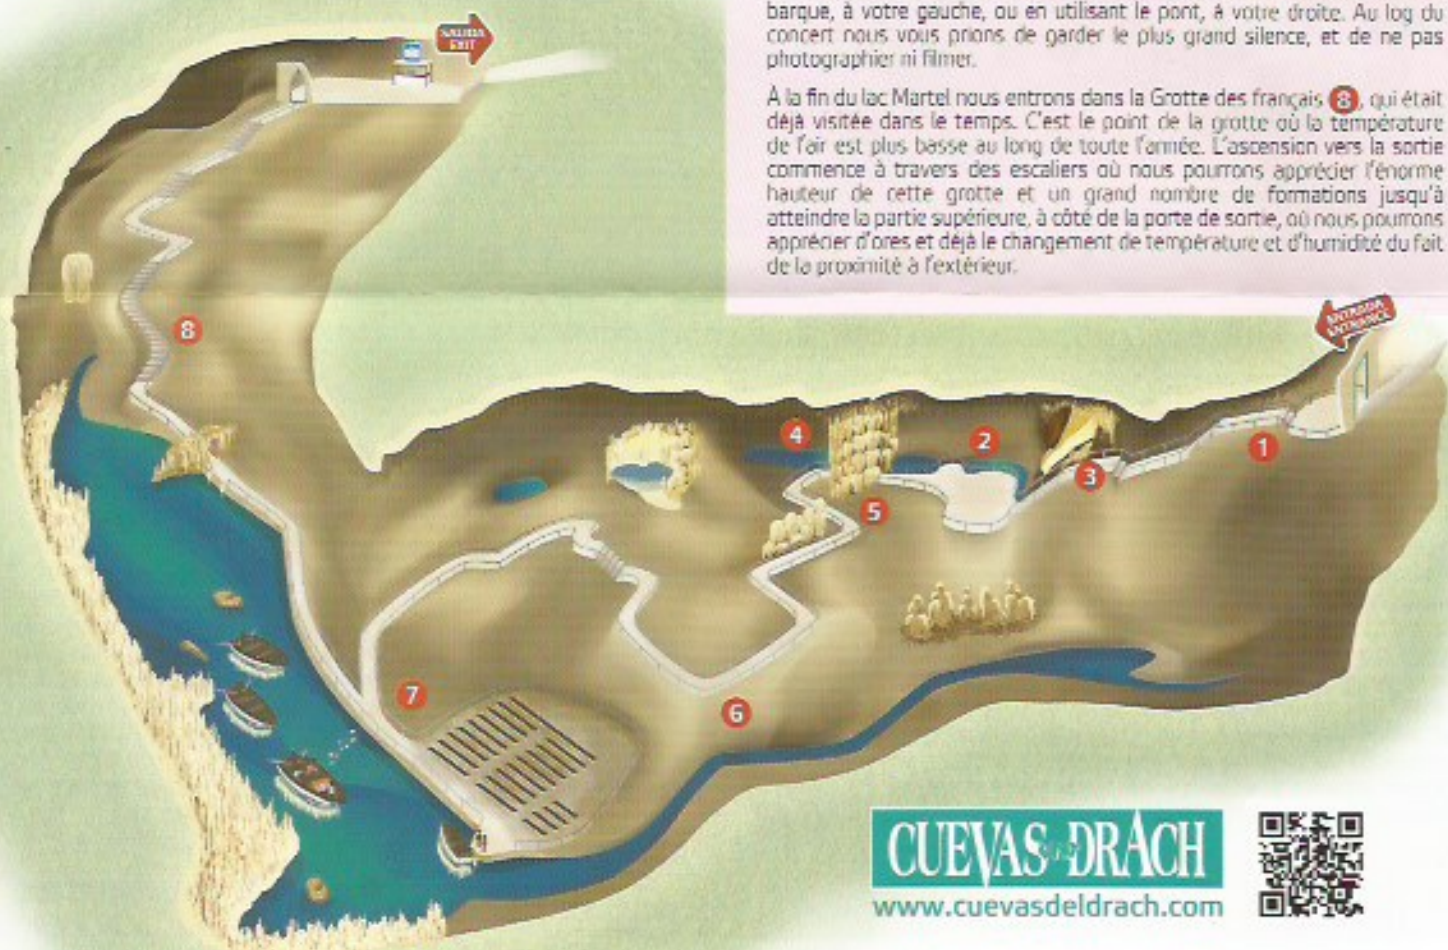 barque, à votre gauche, ou en utilisant le pont, à votre droite. Au log du
concert nous vous prions de garder le plus grand silence, et de ne pas
photographier ni filmer.
À la fin du lac Martel nous entrons dans la Grotte des français 8, qui était
déjà visitée dans le temps. C'est le point de la grotte où la température
de l'air est plus basse au long de toute l'année. L'ascension vers la sortie
commence à travers des escaliers où nous pourrons apprécier l'énorme
hauteur de cette grotte et un grand nombre de formations jusqu'à
atteindre la partie supérieure, à côté de la porte de sortie, où nous pourrons
apprécier d'ores et déjà le changement de température et d'humidité du fait
de la proximité à l'extérieur.
SALIDA
EXIT
ENTRADA
ENTRANCE
8
4
2
1
3
5
7
6
CUEVAS DRACH
www.cuevasdeldrach.com